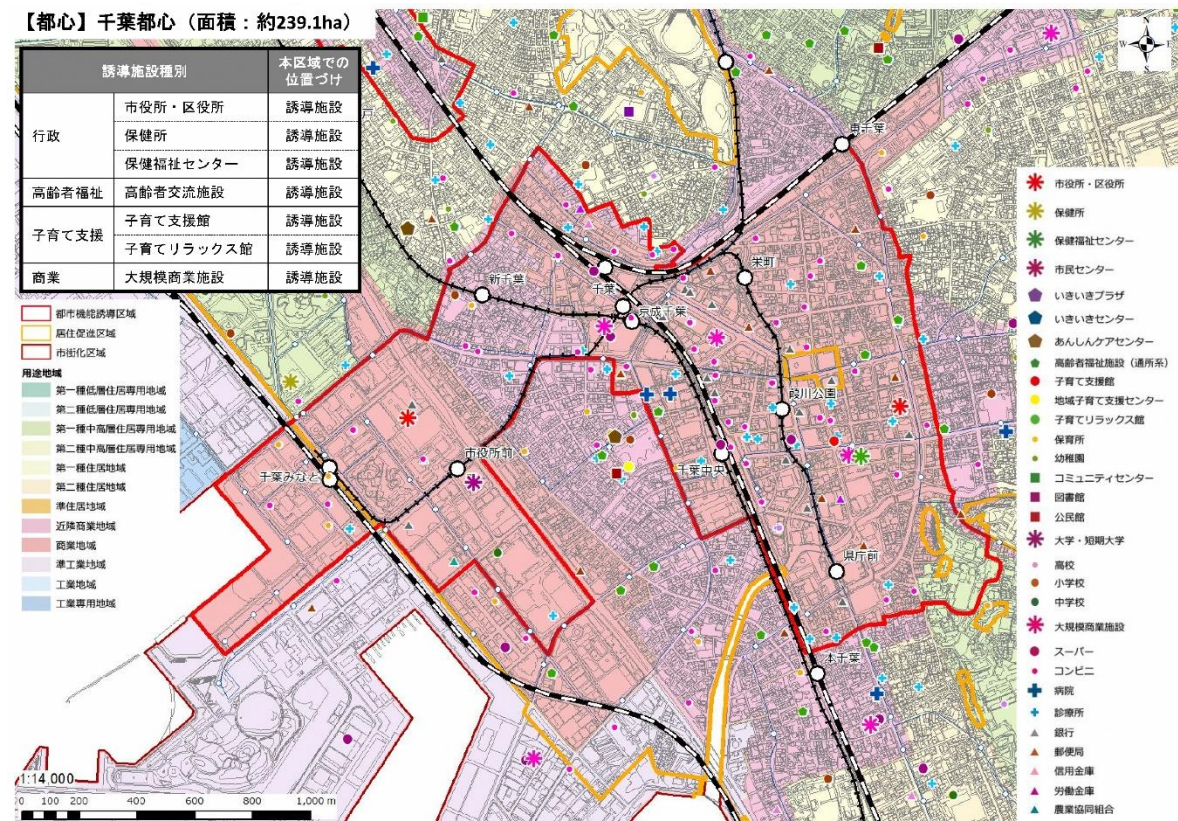 【都心】千葉都心（面積：約239.1ha）
誘導施設種別
本区域での
位置づけ
行政
市役所・区役所
誘導施設
保健所
誘導施設
保健福祉センター
誘導施設
高齢者福祉
高齢者交流施設
誘導施設
子育て支援
子育て支援館
誘導施設
子育てリラックス館
誘導施設
商業
大規模商業施設
誘導施設
都市機能誘導区域
居住促進区域
市街化区域
用途地域
第一種低層住居専用地域
第二種低層住居専用地域
第一種中高層住居専用地域
第二種中高層住居専用地域
第一種住居地域
第二種住居地域
準住居地域
近隣商業地域
商業地域
準工業地域
工業地域
工業専用地域
N
W
E
S
東千葉
栄町
新千葉
千葉
京成千葉
葭川公園
千葉中央
市役所前
千葉みなと
県庁前
本千葉
市役所・区役所
保健所
保健福祉センター
市民センター
いきいきプラザ
いきいきセンター
あんしんケアセンター
高齢者福祉施設（通所系）
子育て支援館
地域子育て支援センター
子育てリラックス館
保育所
幼稚園
コミュニティセンター
図書館
公民館
大学・短期大学
高校
小学校
中学校
大規模商業施設
スーパー
コンビニ
病院
診療所
銀行
郵便局
信用金庫
労働金庫
農業協同組合
1:14,000
0 100 200 400 600 800 1,000 m